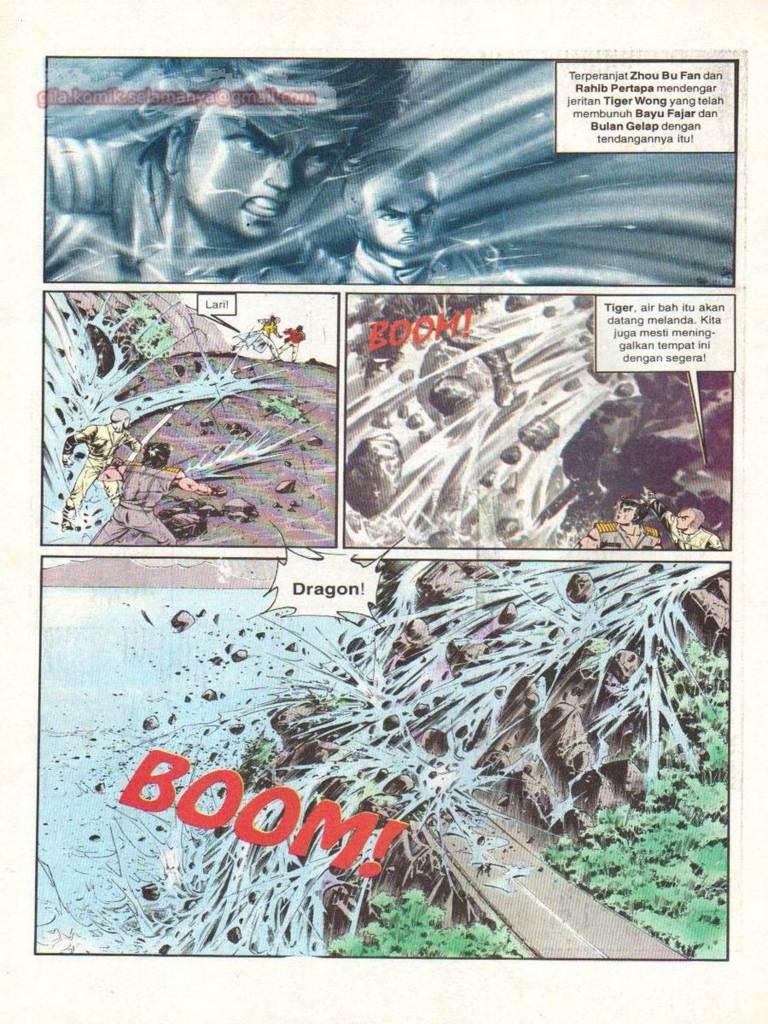 gila.komik.selamanya@gmail.com
Terperanjat Zhou Bu Fan dan
Rahib Pertapa mendengar
jeritan Tiger Wong yang telah
membunuh Bayu Fajar dan
Bulan Gelap dengan
tendangannya itu!
Lari!
BOOM!
Tiger, air bah itu akan
datang melanda. Kita
juga mesti mening-
galkan tempat ini
dengan segera!
Dragon!
BOOM!